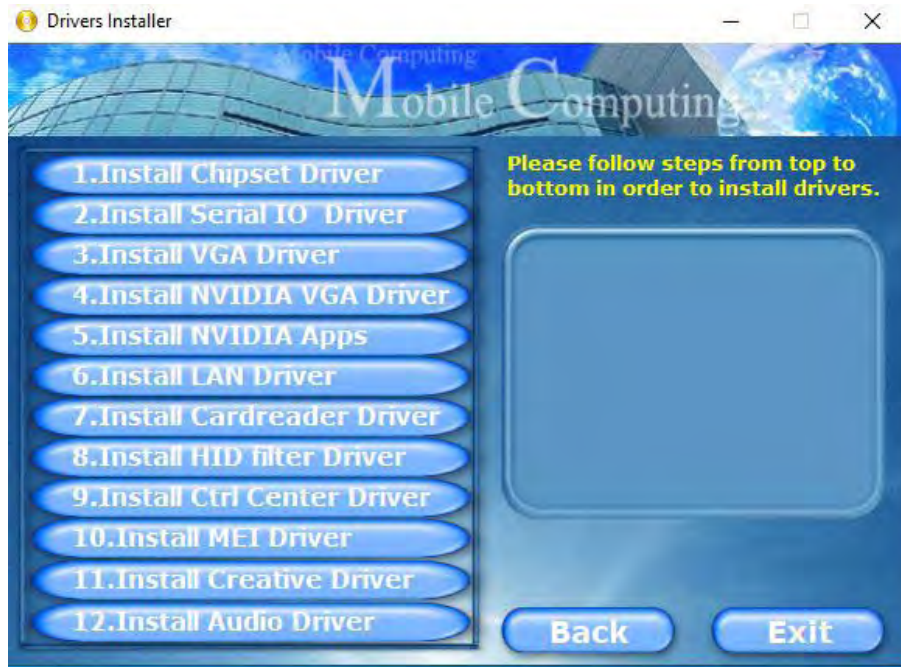 Drivers Installer
Mobile Computing
Mobile Computing
1.Install Chipset Driver
2.Install Serial IO Driver
3.Install VGA Driver
4.Install NVIDIA VGA Driver
5.Install NVIDIA Apps
6.Install LAN Driver
7.Install Cardreader Driver
8.Install HID filter Driver
9.Install Ctrl Center Driver
10.Install MEI Driver
11.Install Creative Driver
12.Install Audio Driver
Please follow steps from top to
bottom in order to install drivers.
Back
Exit